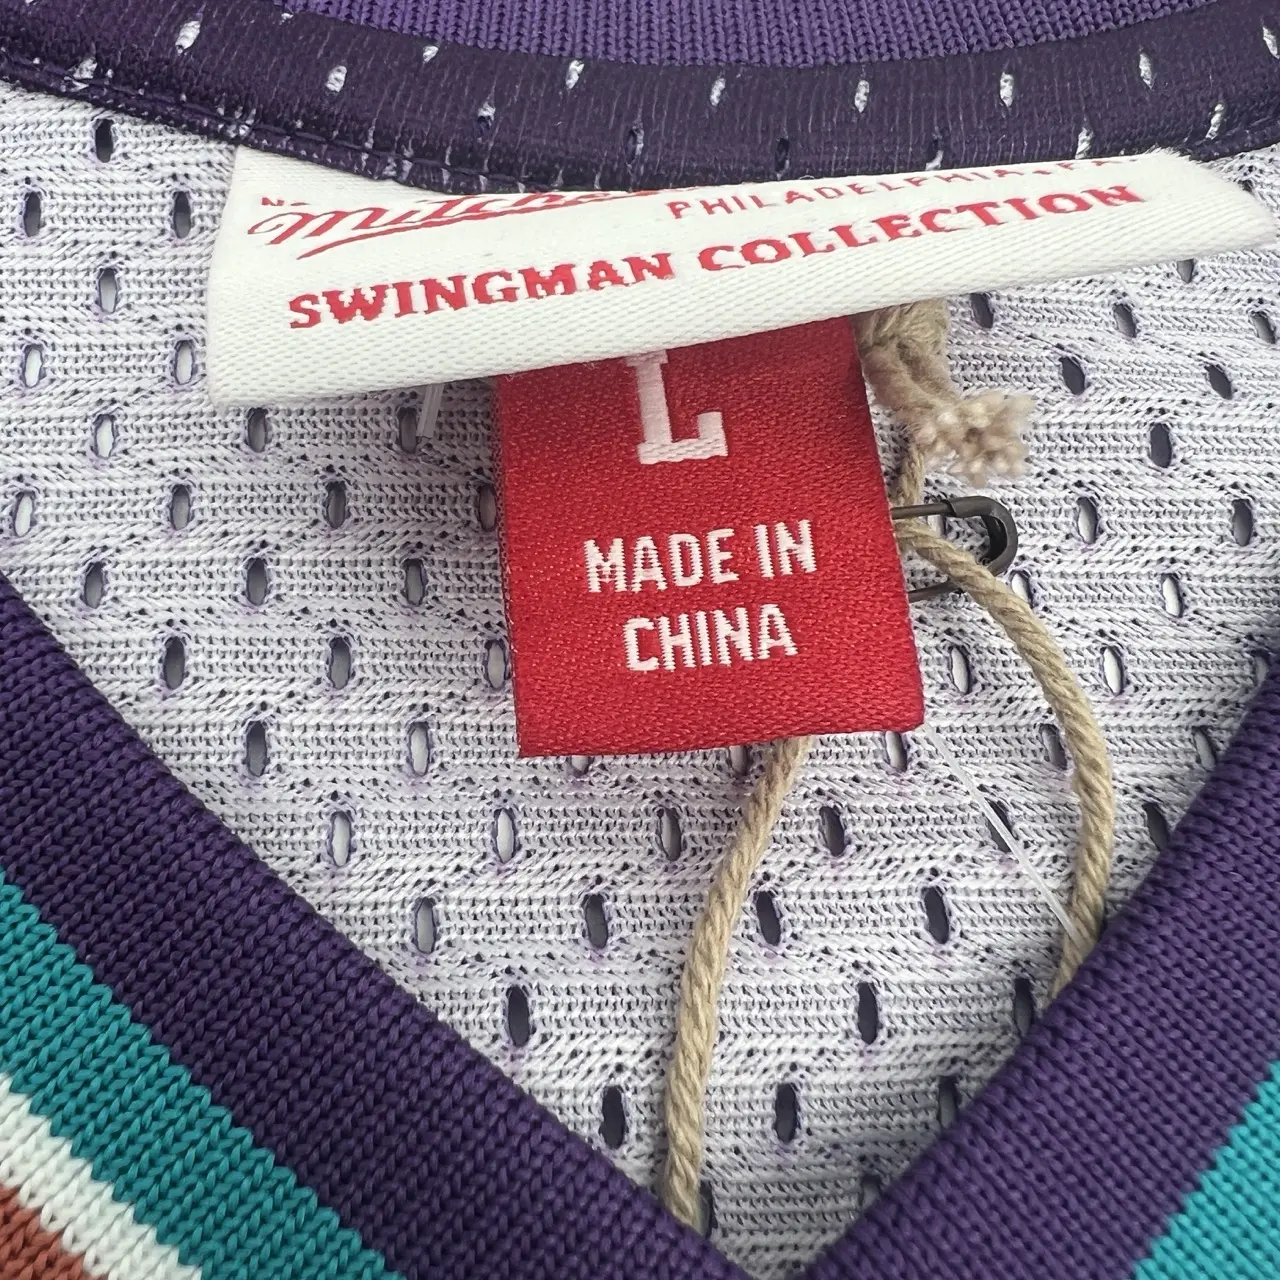 PHILADELPHIA, PA.
SWINGMAN COLLECTION
L
MADE IN
CHINA